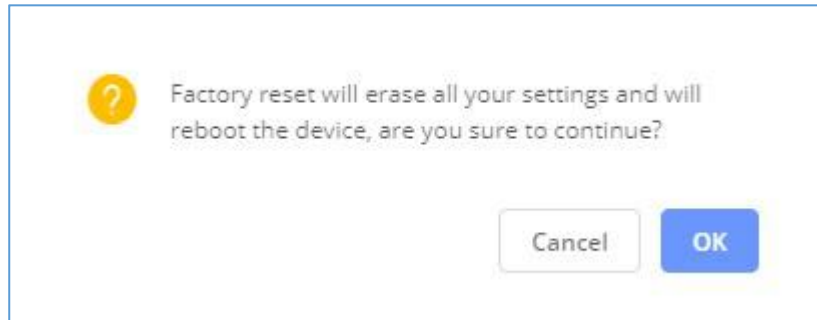 Factory reset will erase all your settings and will
reboot the device, are you sure to continue?
Cancel
OK